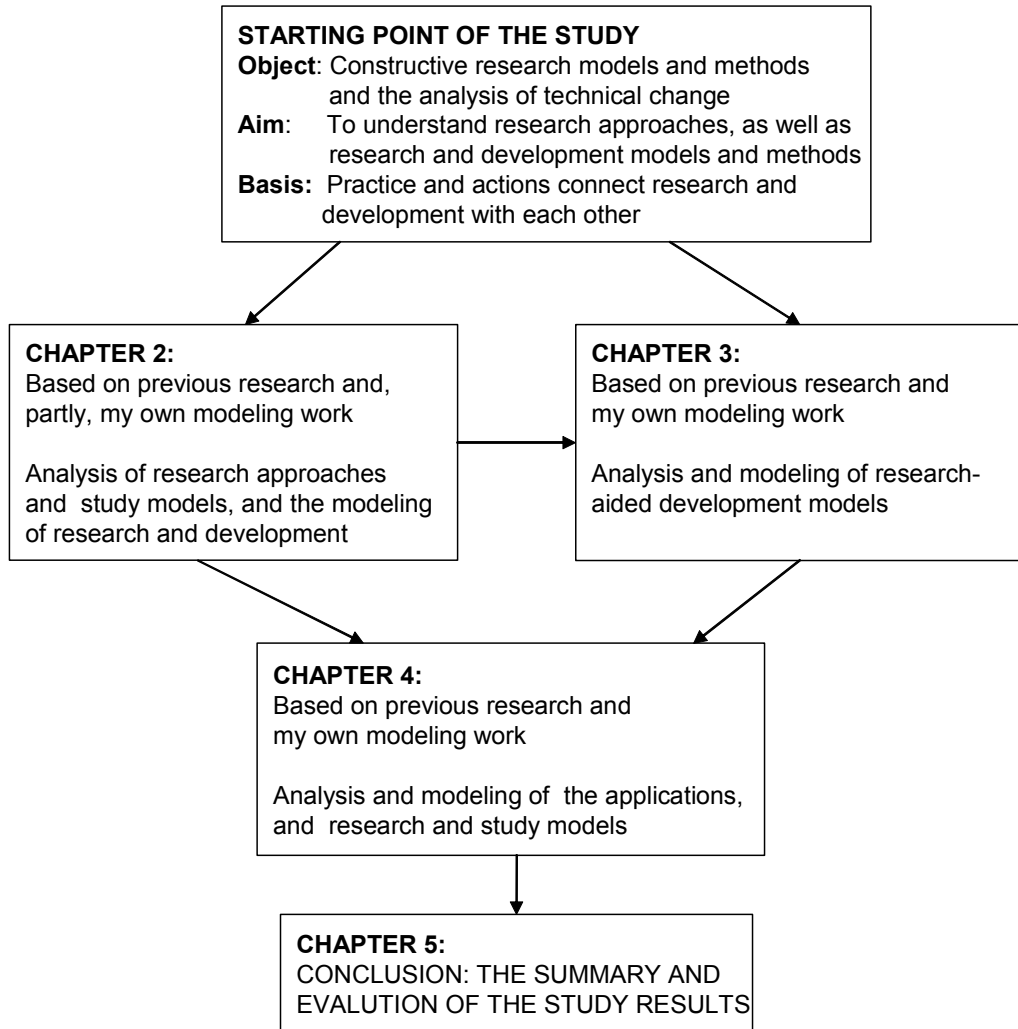 STARTING POINT OF THE STUDY
Object: Constructive research models and methods
and the analysis of technical change
Aim: To understand research approaches, as well as
research and development models and methods
Basis: Practice and actions connect research and
development with each other
CHAPTER 2:
Based on previous research and,
partly, my own modeling work
Analysis of research approaches
and study models, and the modeling
of research and development
CHAPTER 3:
Based on previous research and
my own modeling work
Analysis and modeling of research-
aided development models
CHAPTER 4:
Based on previous research and
my own modeling work
Analysis and modeling of the applications,
and research and study models
CHAPTER 5:
CONCLUSION: THE SUMMARY AND
EVALUTION OF THE STUDY RESULTS